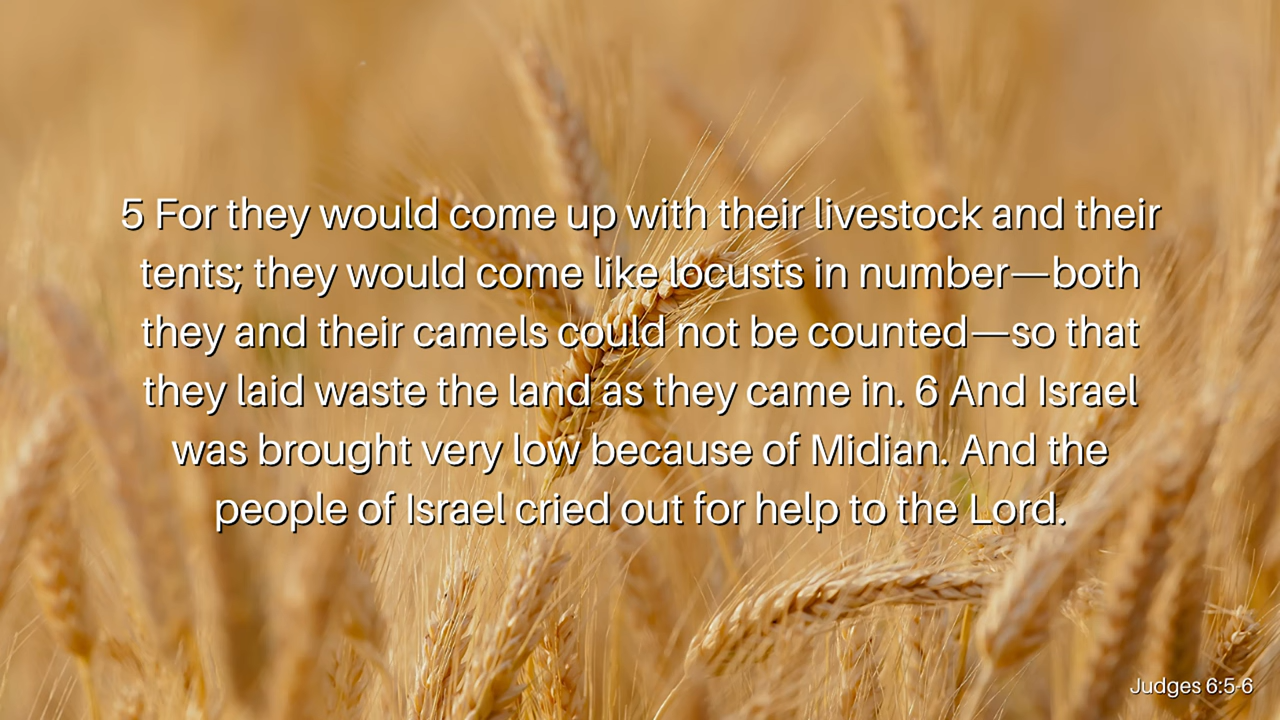 5 For they would come up with their livestock and their
tents; they would come like locusts in number—both
they and their camels could not be counted—so that
they laid waste the land as they came in. 6 And Israel
was brought very low because of Midian. And the
people of Israel cried out for help to the Lord.
Judges 6:5-6